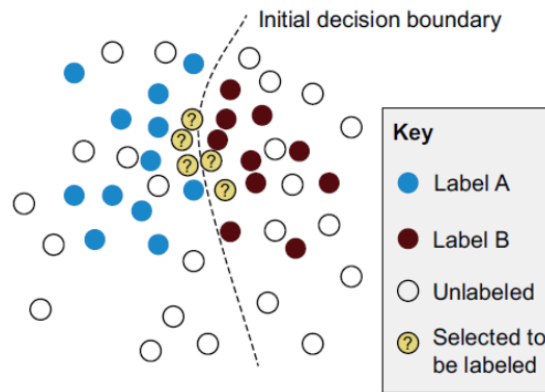 Initial decision boundary
?
?
? ?
?
Key
Label A
Label B
Unlabeled
? Selected to
be labeled